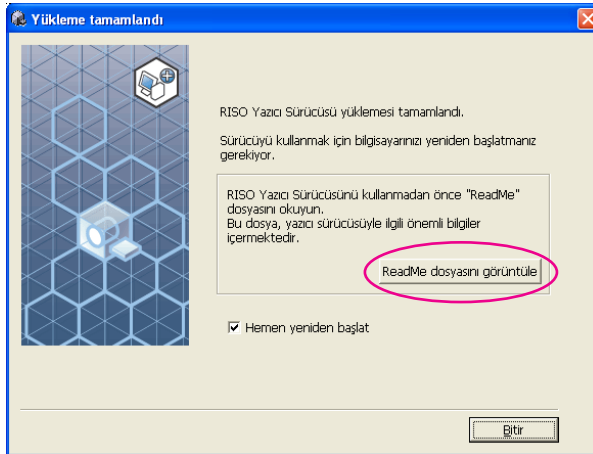 Yükleme tamamlandı
RISO Yazıcı Sürücüsü yüklemesi tamamlandı.
Sürücüyü kullanmak için bilgisayarınızı yeniden başlatmanız
gerekiyor.
RISO Yazıcı Sürücüsünü kullanmadan önce "ReadMe"
dosyasını okuyun.
Bu dosya, yazıcı sürücüsüyle ilgili önemli bilgiler
içermektedir.
ReadMe dosyasını görüntüle
Hemen yeniden başlat
Bitir